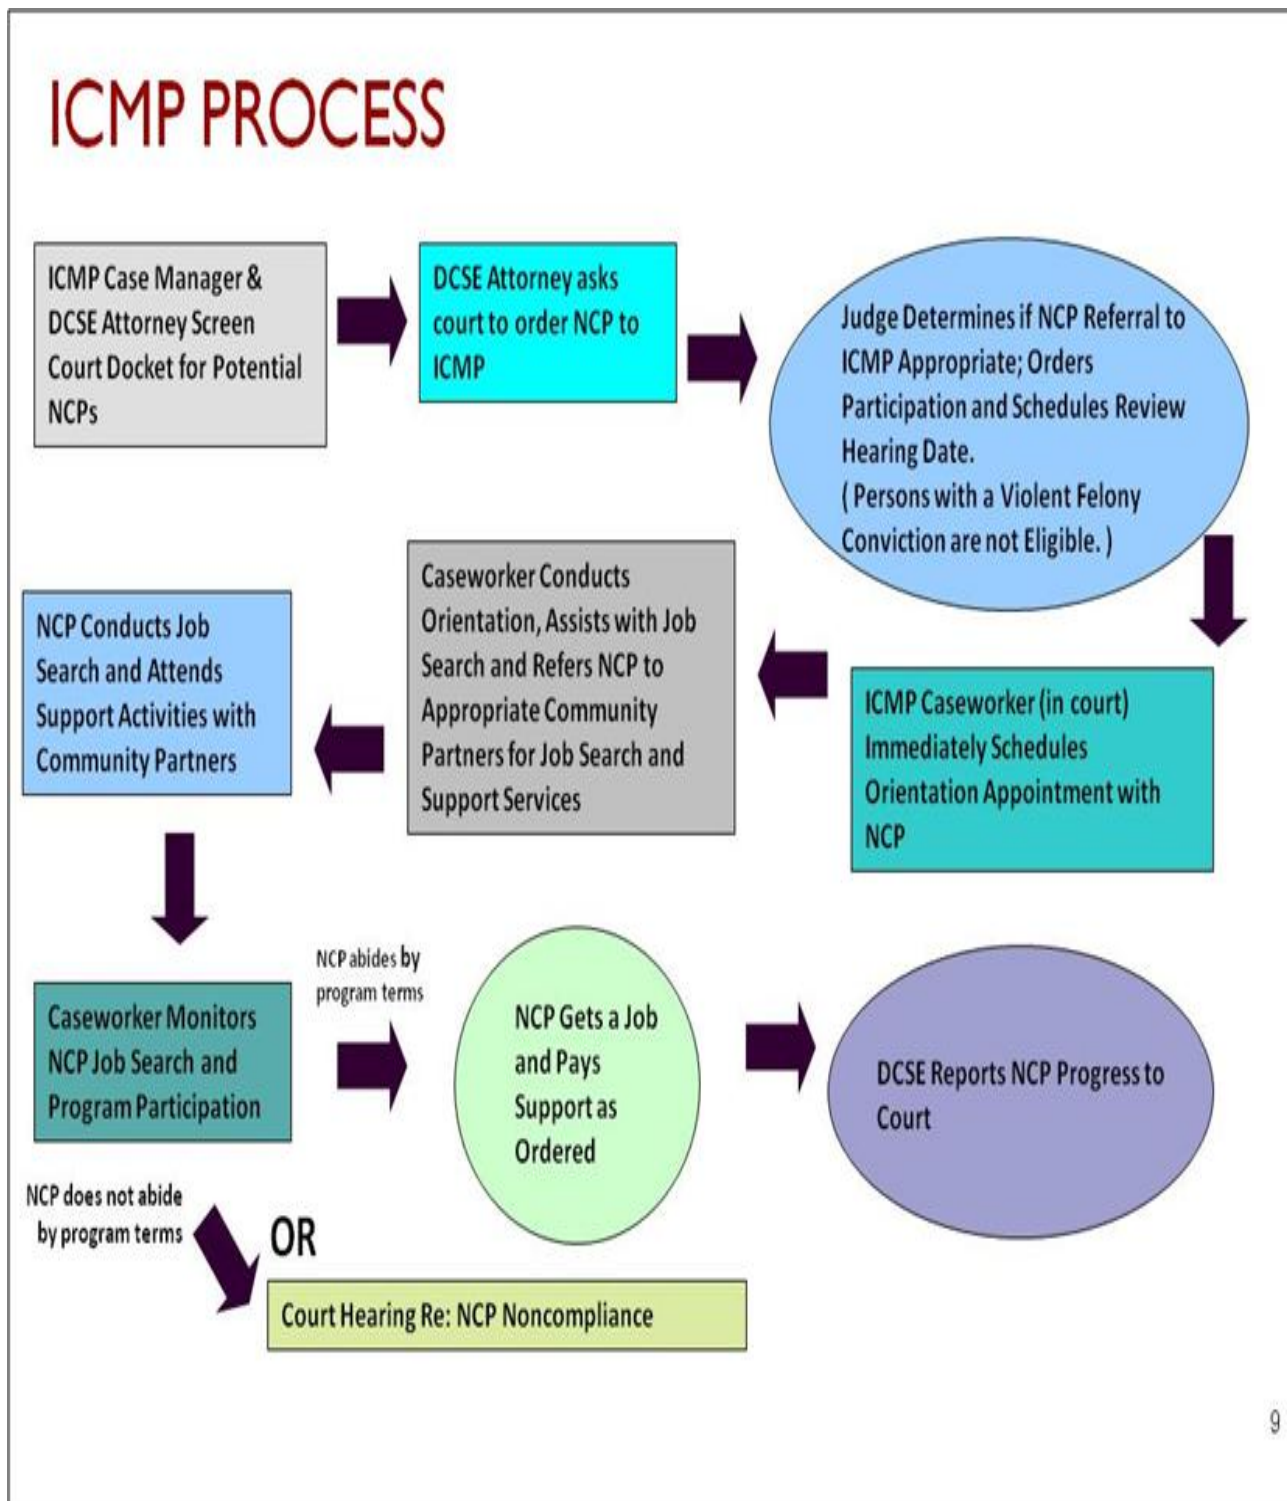 ICMP PROCESS
ICMP Case Manager &
DCSE Attorney Screen
Court Docket for Potential
NCPs
DCSE Attorney asks
court to order NCP to
ICMP
Judge Determines if NCP Referral to
ICMP Appropriate; Orders
Participation and Schedules Review
Hearing Date.
( Persons with a Violent Felony
Conviction are not Eligible. )
ICMP Caseworker (in court)
Immediately Schedules
Orientation Appointment with
NCP
Caseworker Conducts
Orientation, Assists with Job
Search and Refers NCP to
Appropriate Community
Partners for Job Search and
Support Services
NCP Conducts Job
Search and Attends
Support Activities with
Community Partners
Caseworker Monitors
NCP Job Search and
Program Participation
NCP abides by
program terms
NCP Gets a Job
and Pays
Support as
Ordered
DCSE Reports NCP Progress to
Court
NCP does not abide
by program terms
OR
Court Hearing Re: NCP Noncompliance
9